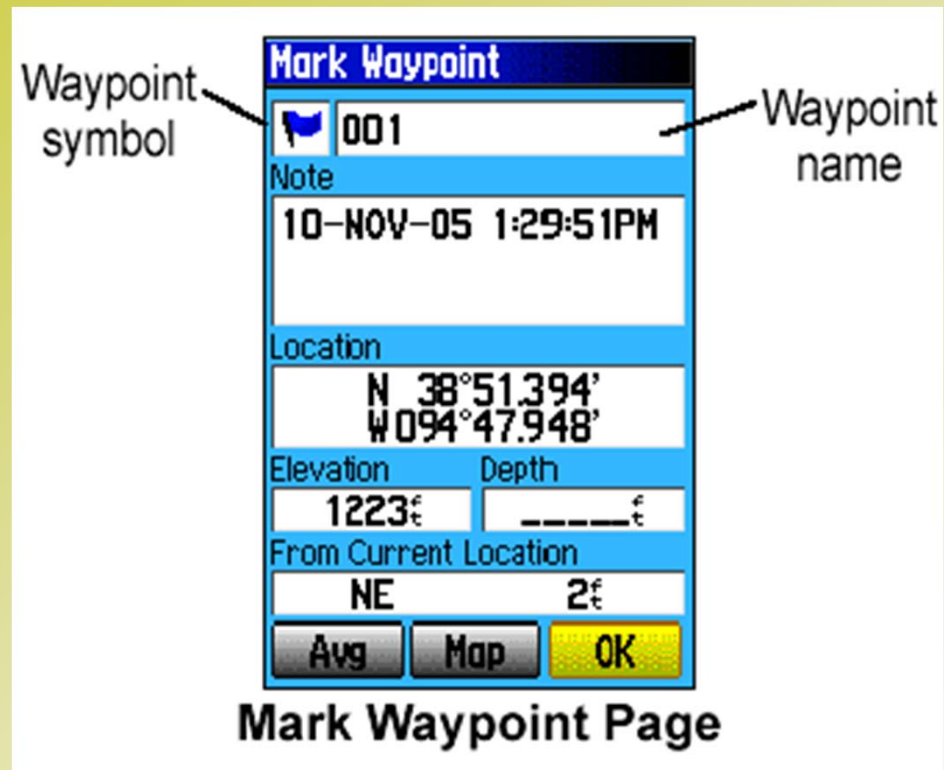 Mark Waypoint
Waypoint symbol
001
Waypoint name
Note
10-NOV-05 1:29:51PM
Location
N 38°51.394'
W094°47.948'
Elevation Depth
1223ft _____ft
From Current Location
NE 2ft
Avg Map OK
Mark Waypoint Page